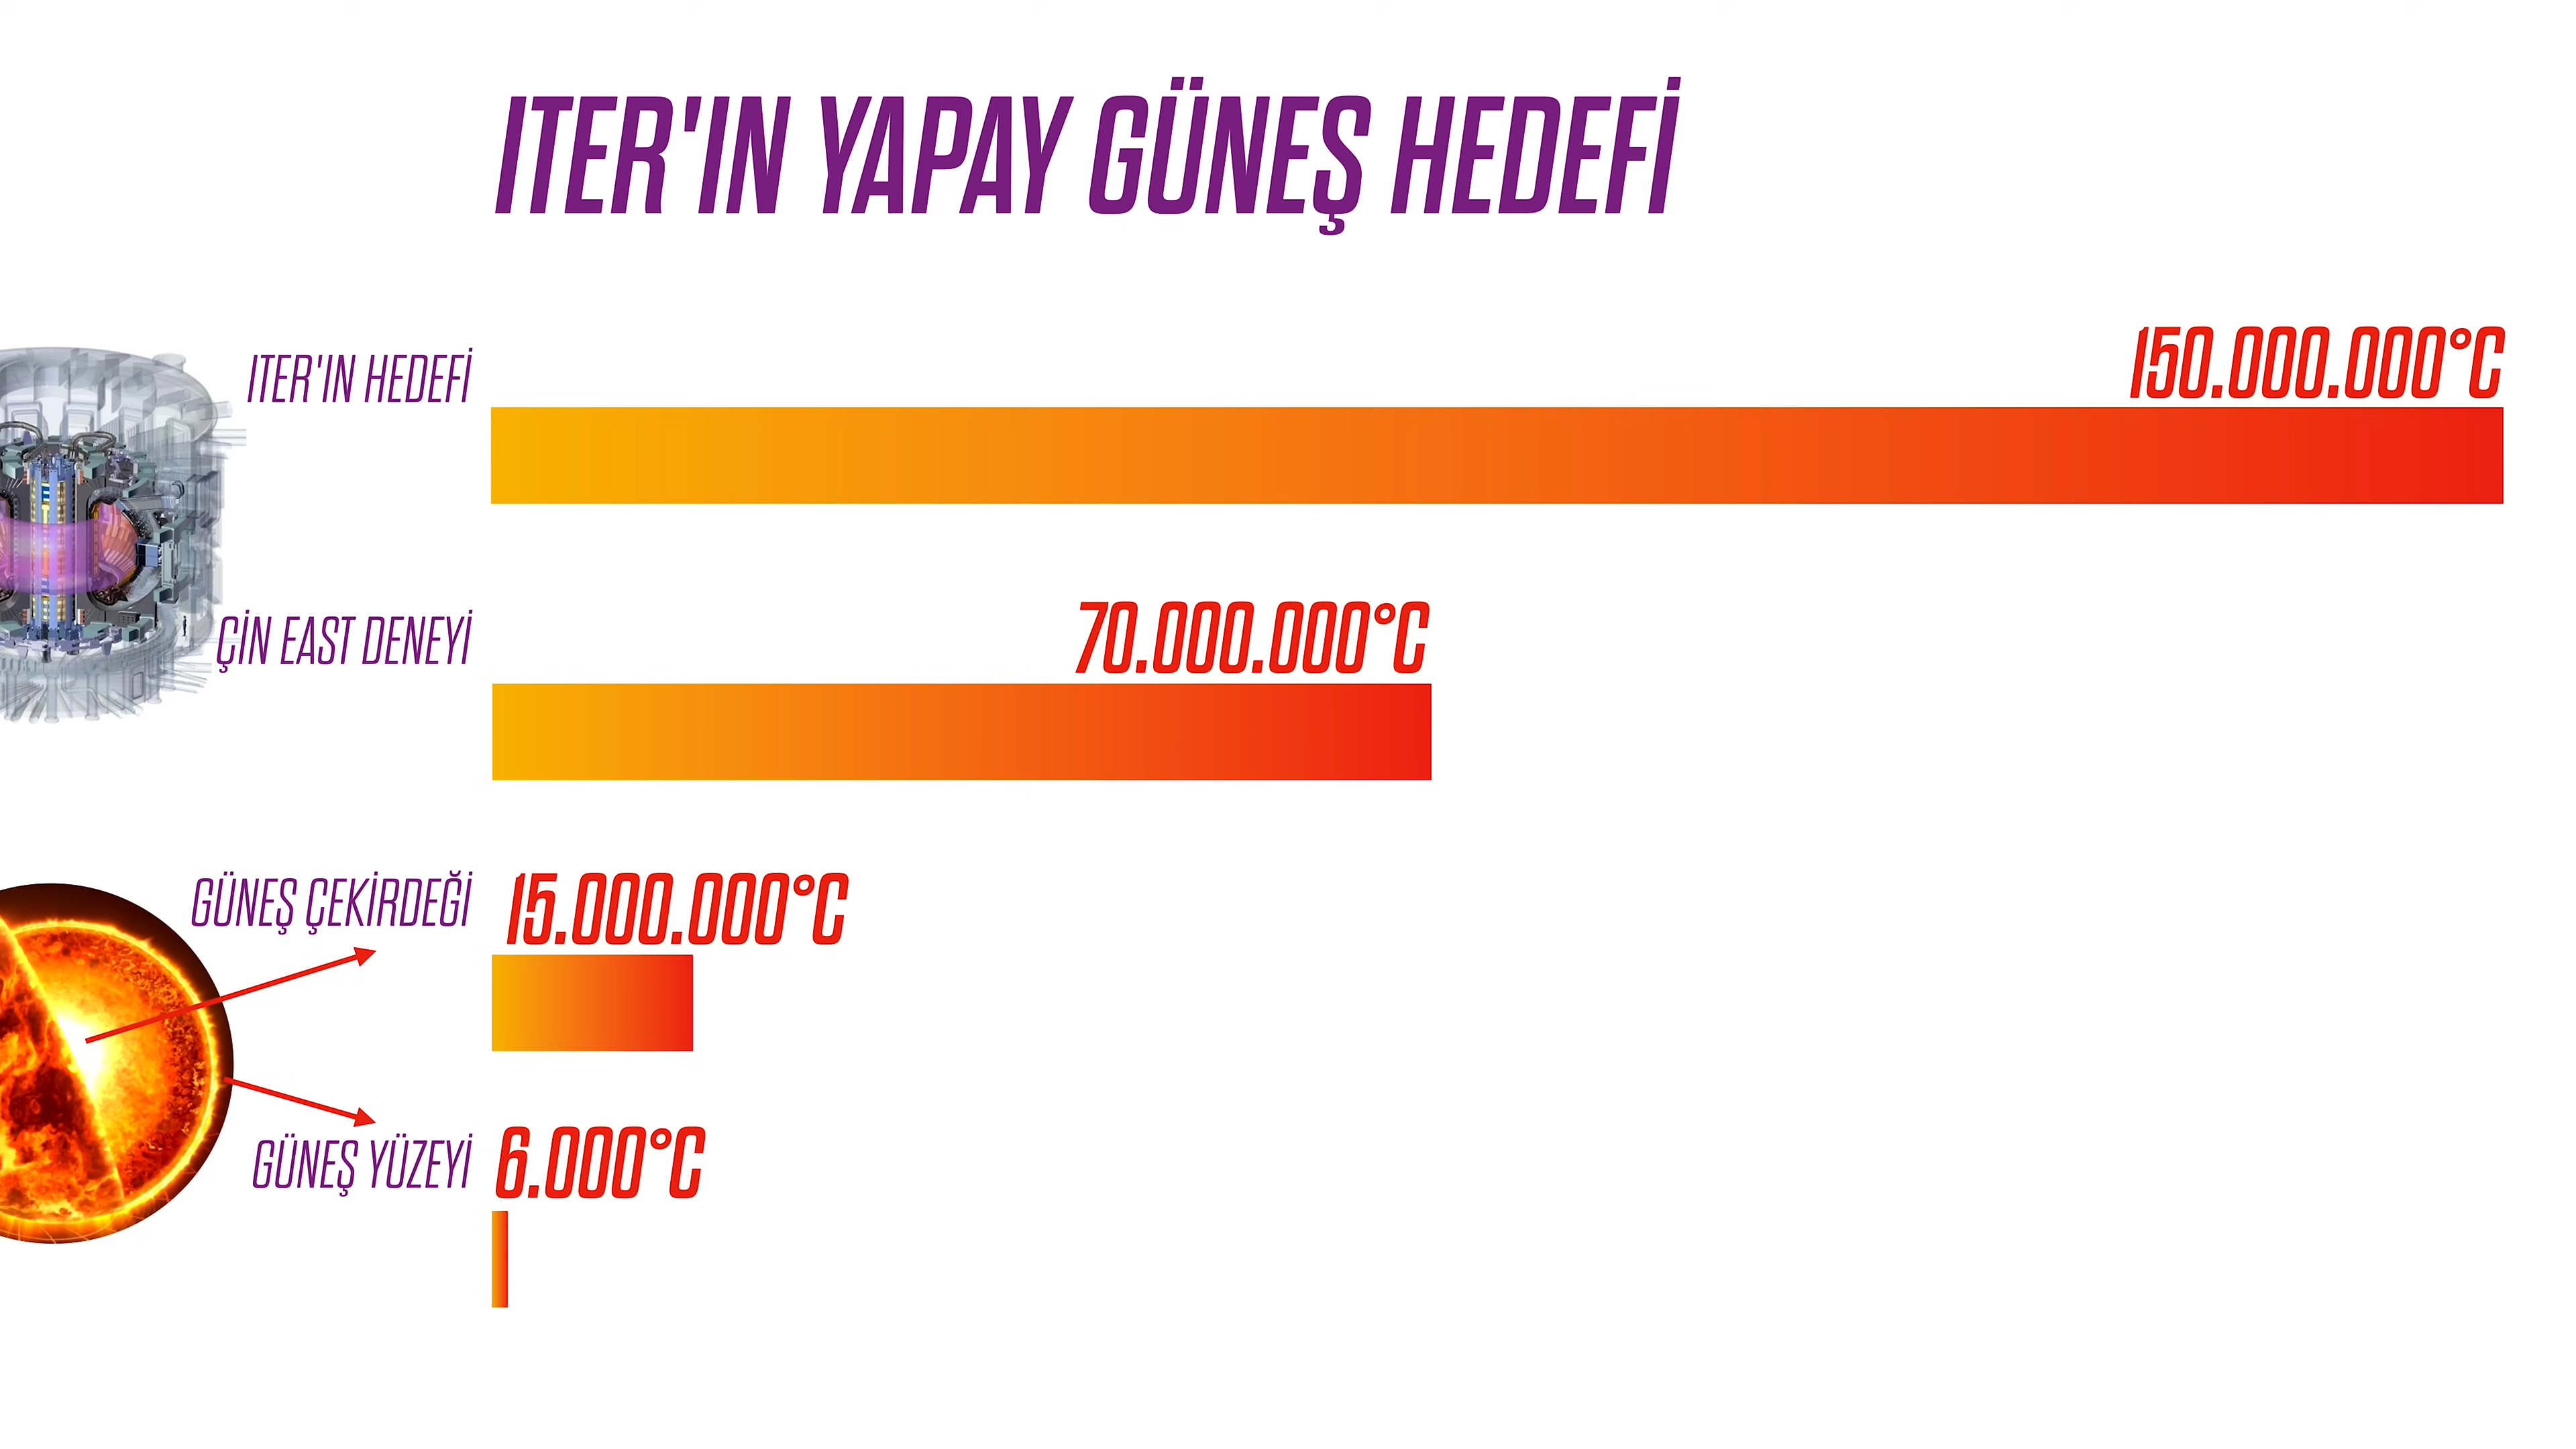 ITER'IN YAPAY GÜNEŞ HEDEFİ
ITER'IN HEDEFİ
150.000.000°C
ÇİN EAST DENEYİ
70.000.000°C
GÜNEŞ ÇEKİRDEĞİ
15.000.000°C
GÜNEŞ YÜZEYİ
6.000°C